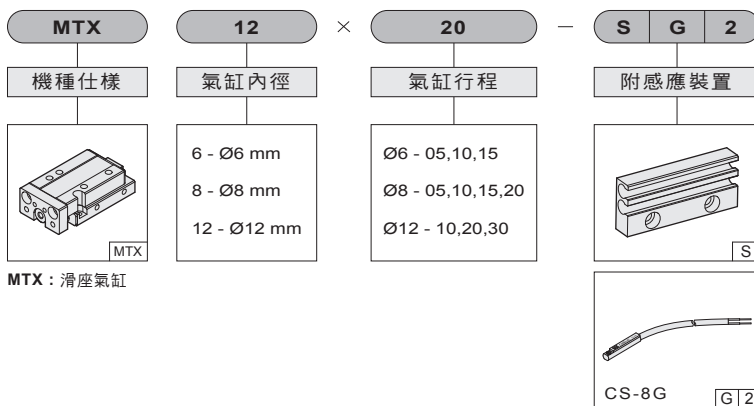 MTX 12 × 20 — S G 2
機種仕樣 氣缸內徑 氣缸行程 附感應裝置
6 - Ø6 mm Ø6 - 05,10,15
8 - Ø8 mm Ø8 - 05,10,15,20
12 - Ø12 mm Ø12 - 10,20,30
MTX S
MTX：滑座氣缸
CS-8G G 2